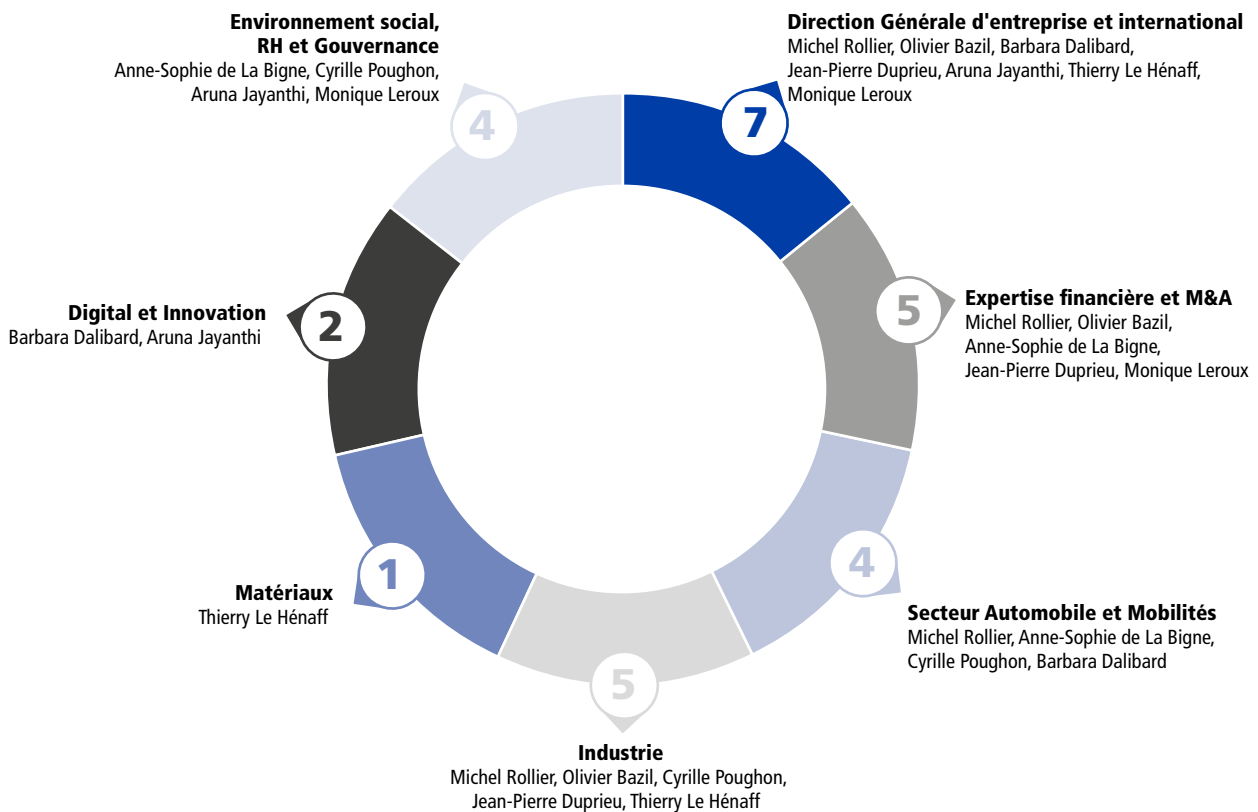 Environnement social,
RH et Gouvernance
Anne-Sophie de La Bigne, Cyrille Poughon,
Aruna Jayanthi, Monique Leroux
4
Direction Générale d'entreprise et international
Michel Rollier, Olivier Bazil, Barbara Dalibard,
Jean-Pierre Duprieu, Aruna Jayanthi, Thierry Le Hénaff,
Monique Leroux
7
Digital et Innovation
Barbara Dalibard, Aruna Jayanthi
2
Expertise financière et M&A
Michel Rollier, Olivier Bazil,
Anne-Sophie de La Bigne,
Jean-Pierre Duprieu, Monique Leroux
5
Matériaux
Thierry Le Hénaff
1
Secteur Automobile et Mobilités
Michel Rollier, Anne-Sophie de La Bigne,
Cyrille Poughon, Barbara Dalibard
4
5
Industrie
Michel Rollier, Olivier Bazil, Cyrille Poughon,
Jean-Pierre Duprieu, Thierry Le Hénaff